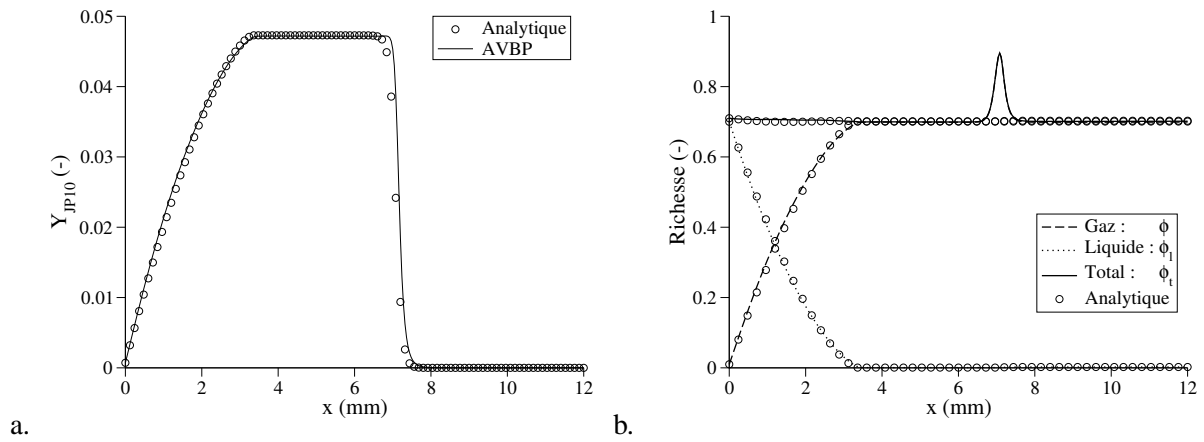 0.05
0.04
0.03
0.02
0.01
0
Y_JP10 (-)
0 2 4 6 8 10 12
x (mm)
Analytique
AVBP
a.
1
0.8
0.6
0.4
0.2
0
Richesse (-)
0 2 4 6 8 10 12
x (mm)
Gaz : ϕ
Liquide : ϕ_l
Total : ϕ_t
Analytique
b.